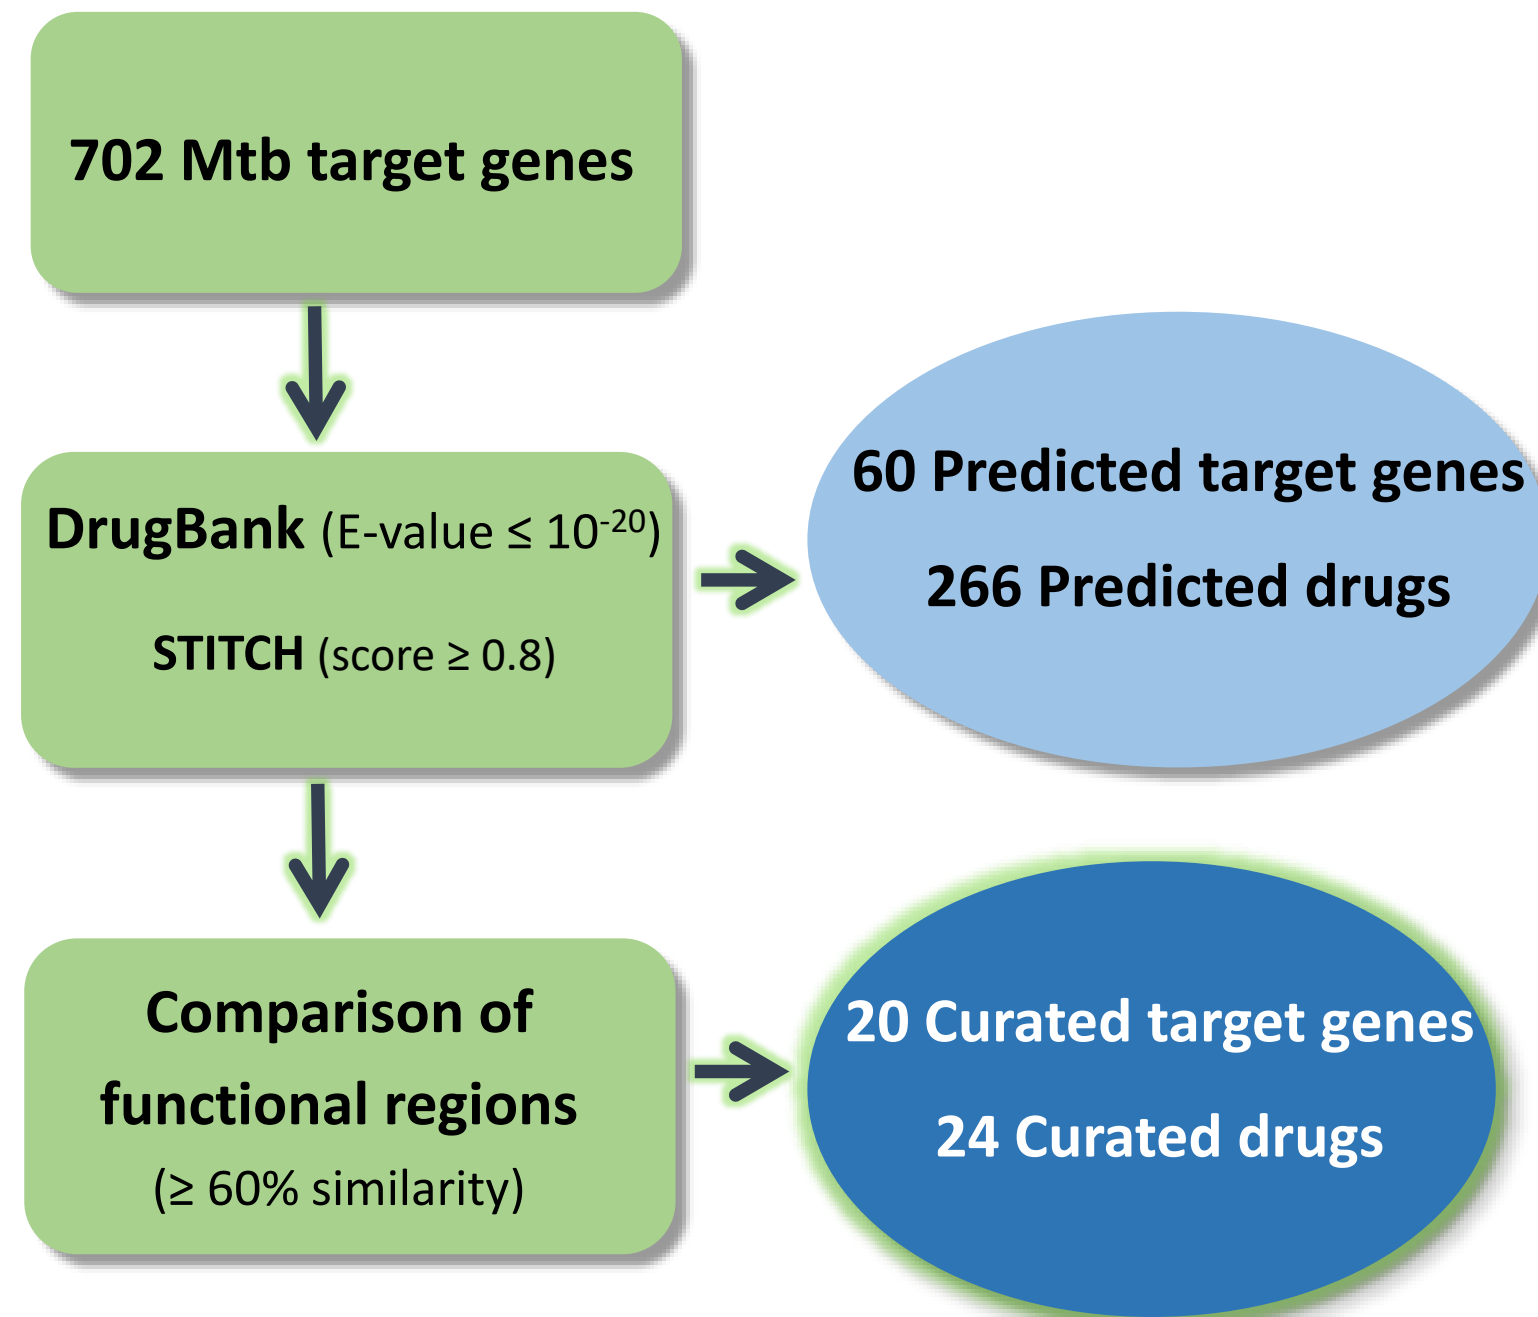 702 Mtb target genes
DrugBank (E-value ≤ 10⁻²⁰)
STITCH (score ≥ 0.8)
60 Predicted target genes
266 Predicted drugs
Comparison of
functional regions
(≥ 60% similarity)
20 Curated target genes
24 Curated drugs